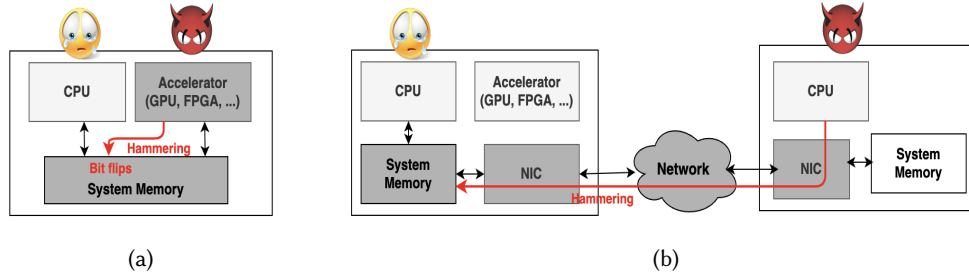 CPU
Accelerator
(GPU, FPGA, ...)
Hammering
Bit flips
System Memory
(a)
CPU
Accelerator
(GPU, FPGA, ...)
System
Memory
NIC
Hammering
Network
CPU
NIC
System
Memory
(b)